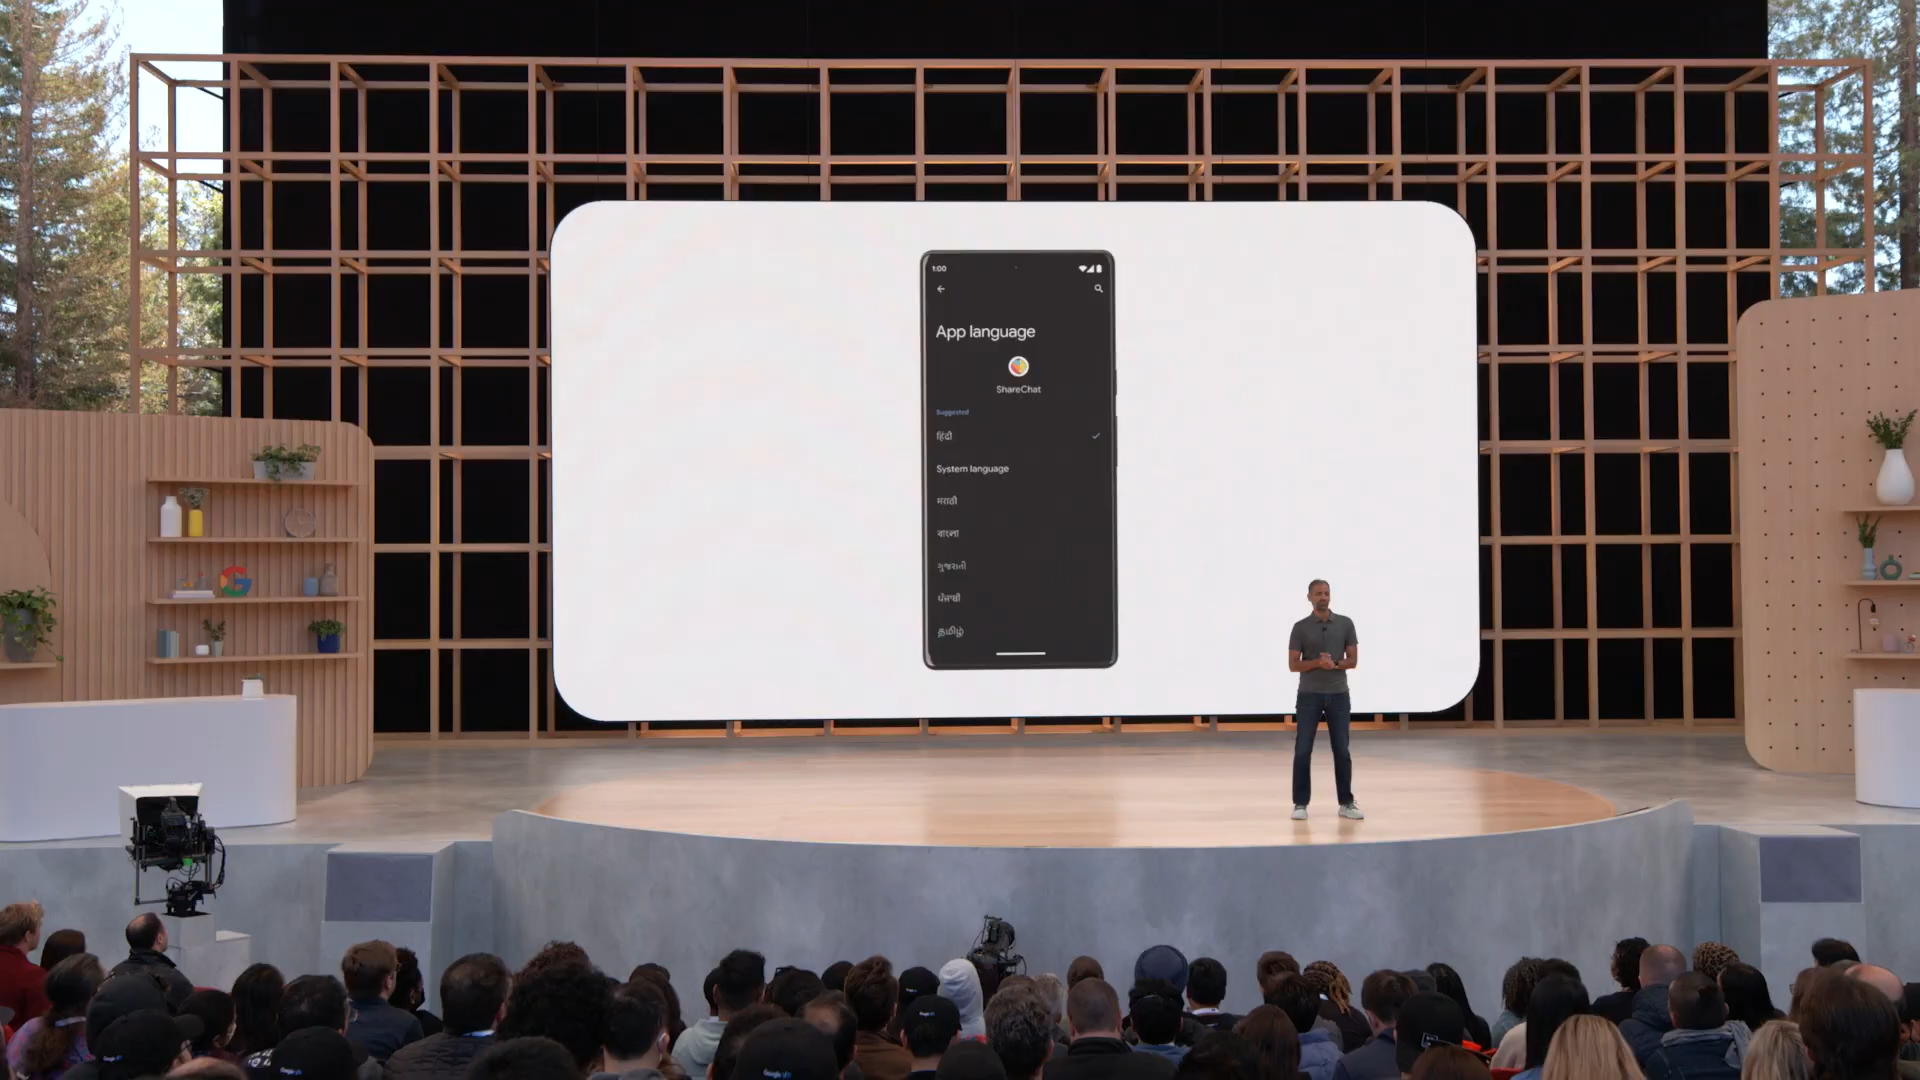 1:00
App language
ShareChat
Suggested
हिंदी
System language
मराठी
বাংলা
ગુજરાતી
ਪੰਜਾਬੀ
தமிழ்